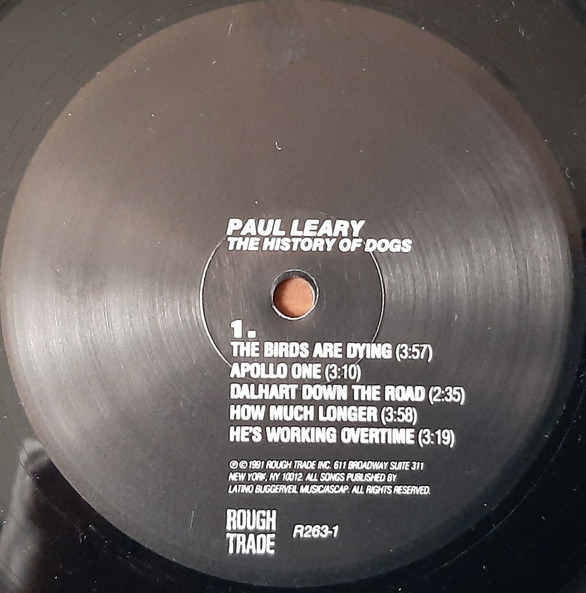 PAUL LEARY
THE HISTORY OF DOGS
1.
THE BIRDS ARE DYING (3:57)
APOLLO ONE (3:10)
DALHART DOWN THE ROAD (2:35)
HOW MUCH LONGER (3:58)
HE'S WORKING OVERTIME (3:19)
℗ © 1991 ROUGH TRADE INC. 611 BROADWAY SUITE 311
NEW YORK, NY 10012. ALL SONGS PUBLISHED BY
LATINO BUGGERVEIL MUSIC/ASCAP. ALL RIGHTS RESERVED.
ROUGH
TRADE
R263-1